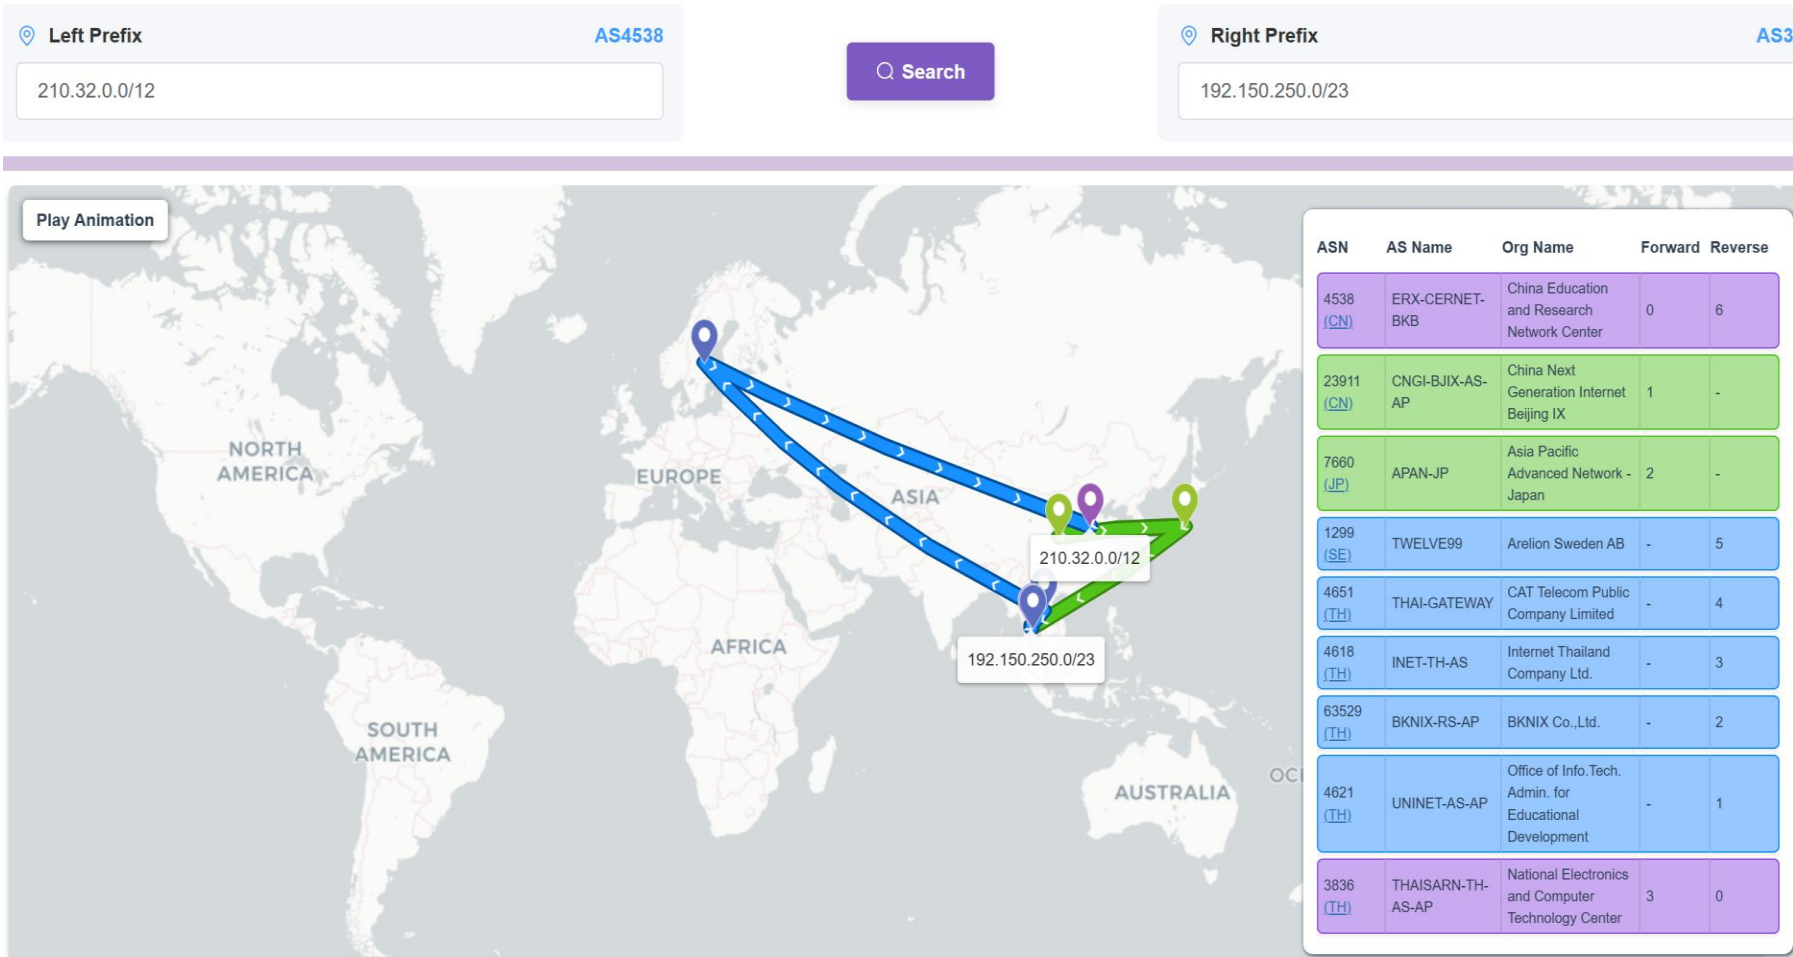 Left Prefix
AS4538
210.32.0.0/12
Search
Right Prefix
AS3
192.150.250.0/23
Play Animation
NORTH
AMERICA
EUROPE
ASIA
AFRICA
SOUTH
AMERICA
AUSTRALIA
OC
210.32.0.0/12
192.150.250.0/23
ASN AS Name Org Name Forward Reverse
4538
(CN)
ERX-CERNET-
BKB
China Education
and Research
Network Center
0
6
23911
(CN)
CNGI-BJIX-AS-
AP
China Next
Generation Internet
Beijing IX
1
-
7660
(JP)
APAN-JP
Asia Pacific
Advanced Network -
Japan
2
-
1299
(SE)
TWELVE99
Arelion Sweden AB
-
5
4651
(TH)
THAI-GATEWAY
CAT Telecom Public
Company Limited
-
4
4618
(TH)
INET-TH-AS
Internet Thailand
Company Ltd.
-
3
63529
(TH)
BKNIX-RS-AP
BKNIX Co.,Ltd.
-
2
4621
(TH)
UNINET-AS-AP
Office of Info.Tech.
Admin. for
Educational
Development
-
1
3836
(TH)
THAISARN-TH-
AS-AP
National Electronics
and Computer
Technology Center
3
0